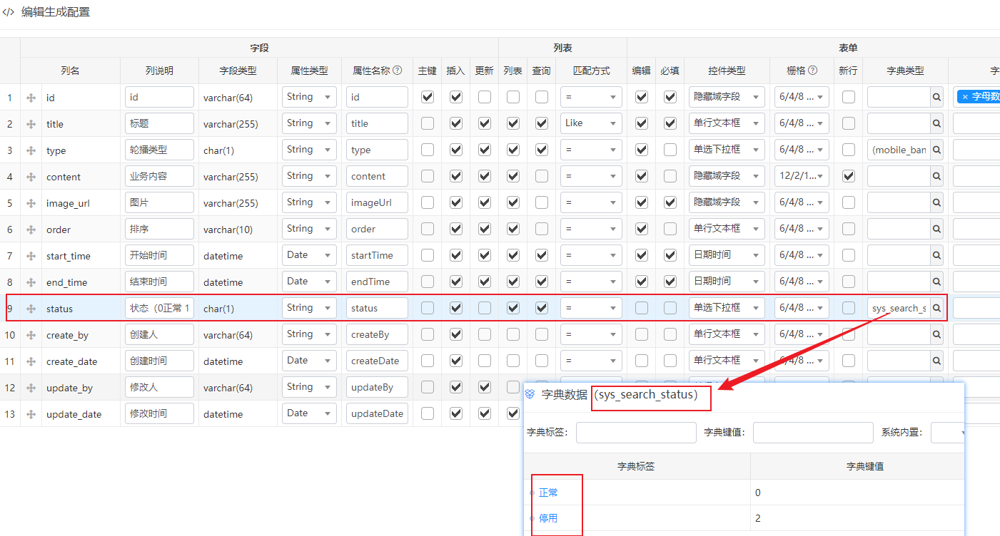 </> 编辑生成配置
字段 列表 表单
列名 列说明 字段类型 属性类型 属性名称 主键 插入 更新 列表 查询 匹配方式 编辑 必填 控件类型 栅格 新行 字典类型 字
1 id id varchar(64) String id = 隐藏域字段 6/4/8 ... × 字母数
2 title 标题 varchar(255) String title Like 单行文本框 6/4/8 ...
3 type 轮播类型 char(1) String type = 单选下拉框 6/4/8 ... (mobile_ban
4 content 业务内容 varchar(255) String content = 隐藏域字段 12/2/1...
5 image_url 图片 varchar(255) String imageUrl = 隐藏域字段 6/4/8 ...
6 order 排序 varchar(10) String order = 单行文本框 6/4/8 ...
7 start_time 开始时间 datetime Date startTime = 日期时间 6/4/8 ...
8 end_time 结束时间 datetime Date endTime = 日期时间 6/4/8 ...
9 status 状态（0正常 1 char(1) String status = 单选下拉框 6/4/8 ... sys_search_s
10 create_by 创建人 varchar(64) String createBy = 单行文本框 6/4/8 ...
11 create_date 创建时间 datetime Date createDate = 单行文本框 6/4/8 ...
12 update_by 修改人 varchar(64) String updateBy
13 update_date 修改时间 datetime Date updateDate
字典数据（sys_search_status）
字典标签： 字典键值： 系统内置：
字典标签 字典键值
正常 0
停用 2